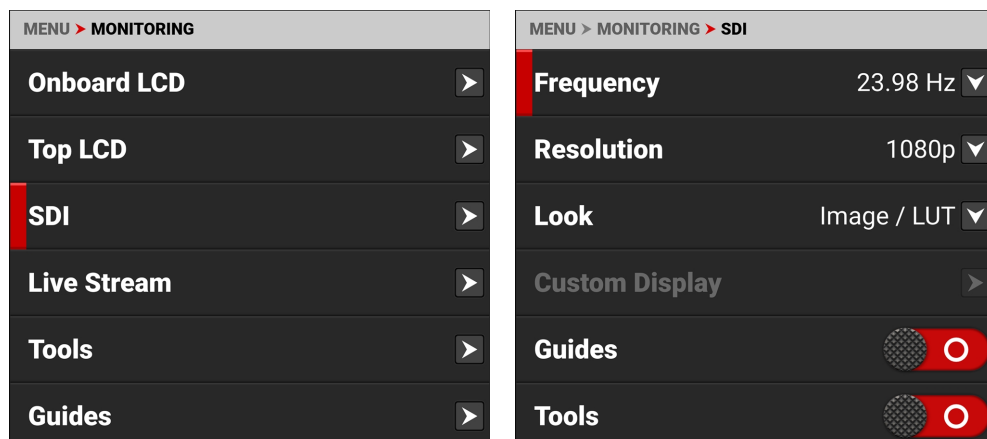 MENU ➤ MONITORING
Onboard LCD
Top LCD
SDI
Live Stream
Tools
Guides
MENU ➤ MONITORING ➤ SDI
Frequency 23.98 Hz
Resolution 1080p
Look Image / LUT
Custom Display
Guides
Tools